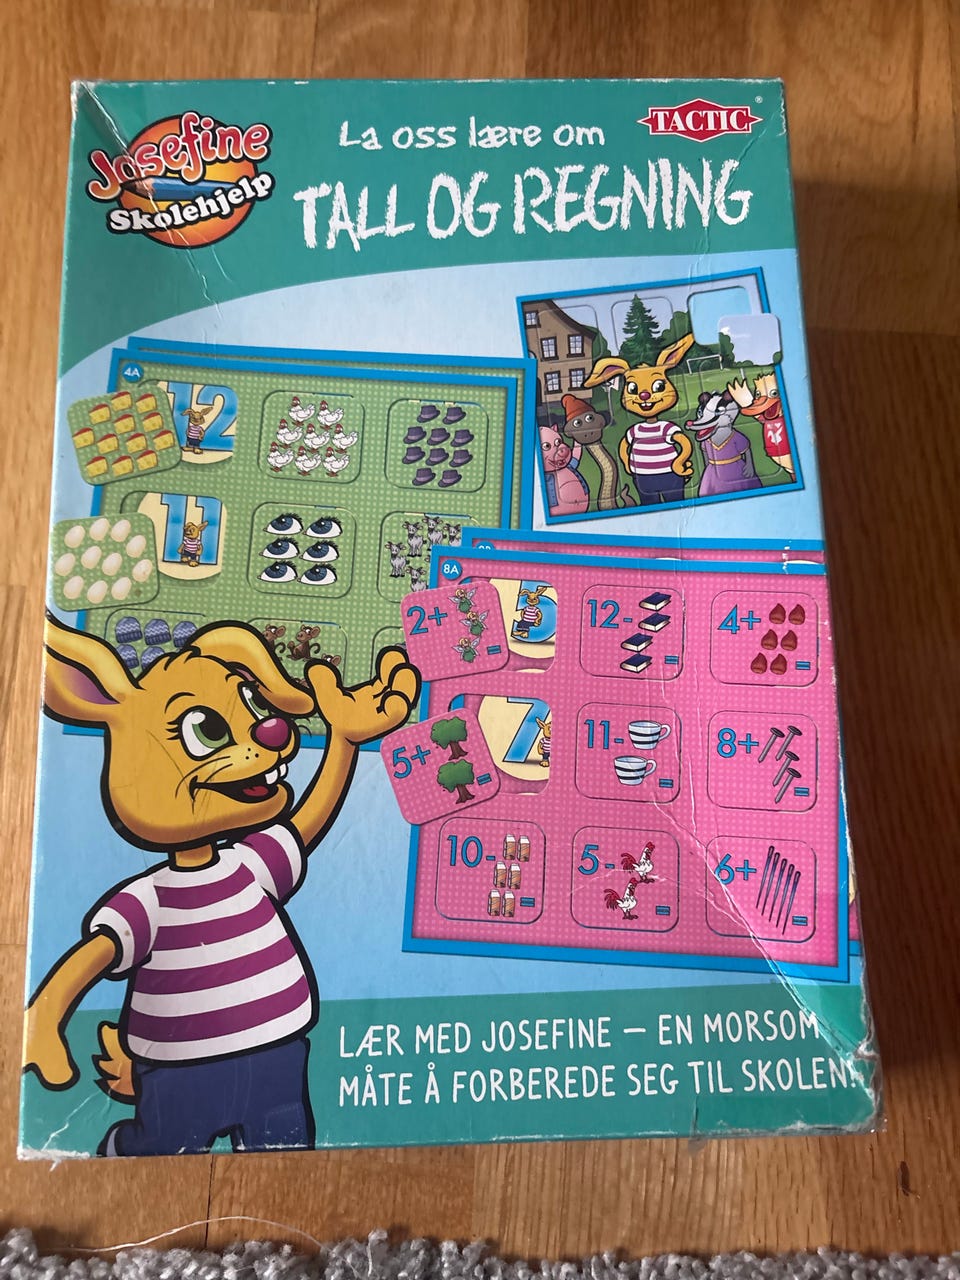 Josefine
Skolehjelp
La oss lære om
TALL OG REGNING
TACTIC®
4A
12
11
8A
2+ =
5
12- =
4+ =
5+ =
7
11- =
8+ =
10- =
5- =
6+ =
LÆR MED JOSEFINE – EN MORSOM
MÅTE Å FORBEREDE SEG TIL SKOLEN!